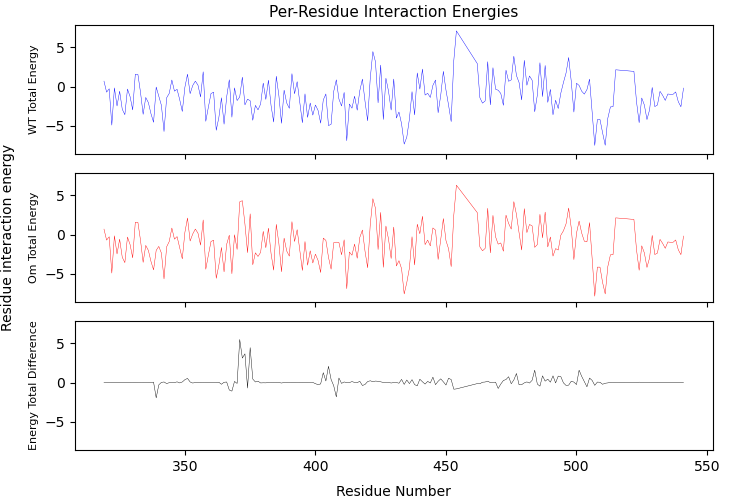 Per-Residue Interaction Energies
Residue interaction energy
WT Total Energy
5
0
−5
Om Total Energy
5
0
−5
Energy Total Difference
5
0
−5
350 400 450 500 550
Residue Number